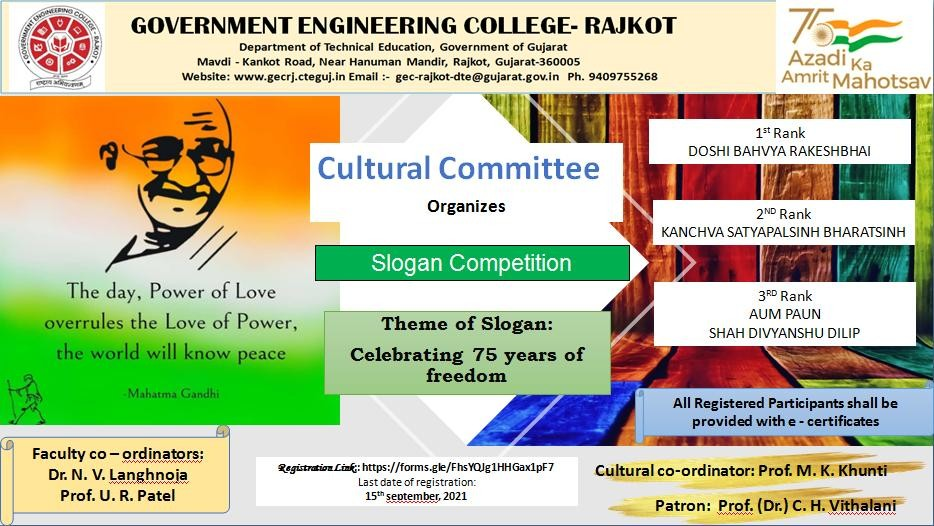 GOVERNMENT ENGINEERING COLLEGE- RAJKOT
Department of Technical Education, Government of Gujarat
Mavdi - Kankot Road, Near Hanuman Mandir, Rajkot, Gujarat-360005
Website: www.gecrj.cteguj.in Email :- gec-rajkot-dte@gujarat.gov.in Ph. 9409755268
GOVERNMENT ENGINEERING COLLEGE - RAJKOT
75
Azadi Ka
Amrit Mahotsav
The day, Power of Love
overrules the Love of Power,
the world will know peace
-Mahatma Gandhi
Cultural Committee
Organizes
Slogan Competition
Theme of Slogan:
Celebrating 75 years of
freedom
1st Rank
DOSHI BAHVYA RAKESHBHAI
2ND Rank
KANCHVA SATYAPALSINH BHARATSINH
3RD Rank
AUM PAUN
SHAH DIVYANSHU DILIP
All Registered Participants shall be
provided with e - certificates
Faculty co – ordinators:
Dr. N. V. Langhnoja
Prof. U. R. Patel
Registration Link: https://forms.gle/FhsYQJg1HHGax1pF7
Last date of registration:
15th september, 2021
Cultural co-ordinator: Prof. M. K. Khunti
Patron: Prof. (Dr.) C. H. Vithalani